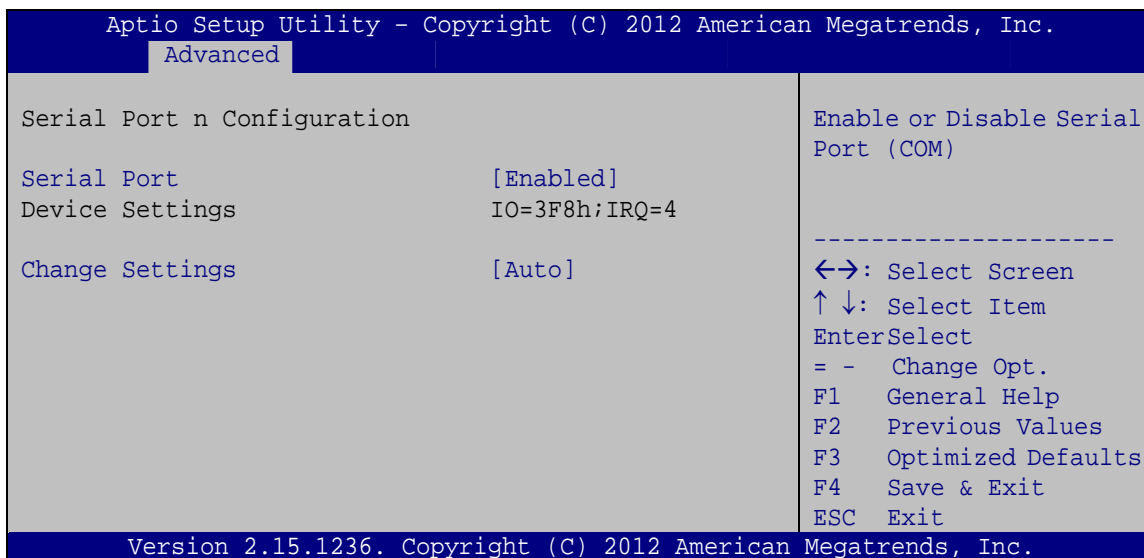 Aptio Setup Utility – Copyright (C) 2012 American Megatrends, Inc.
Advanced
Serial Port n Configuration
Serial Port [Enabled]
Device Settings IO=3F8h;IRQ=4
Change Settings [Auto]
Enable or Disable Serial
Port (COM)
---------------------
←→: Select Screen
↑ ↓: Select Item
EnterSelect
= - Change Opt.
F1 General Help
F2 Previous Values
F3 Optimized Defaults
F4 Save & Exit
ESC Exit
Version 2.15.1236. Copyright (C) 2012 American Megatrends, Inc.